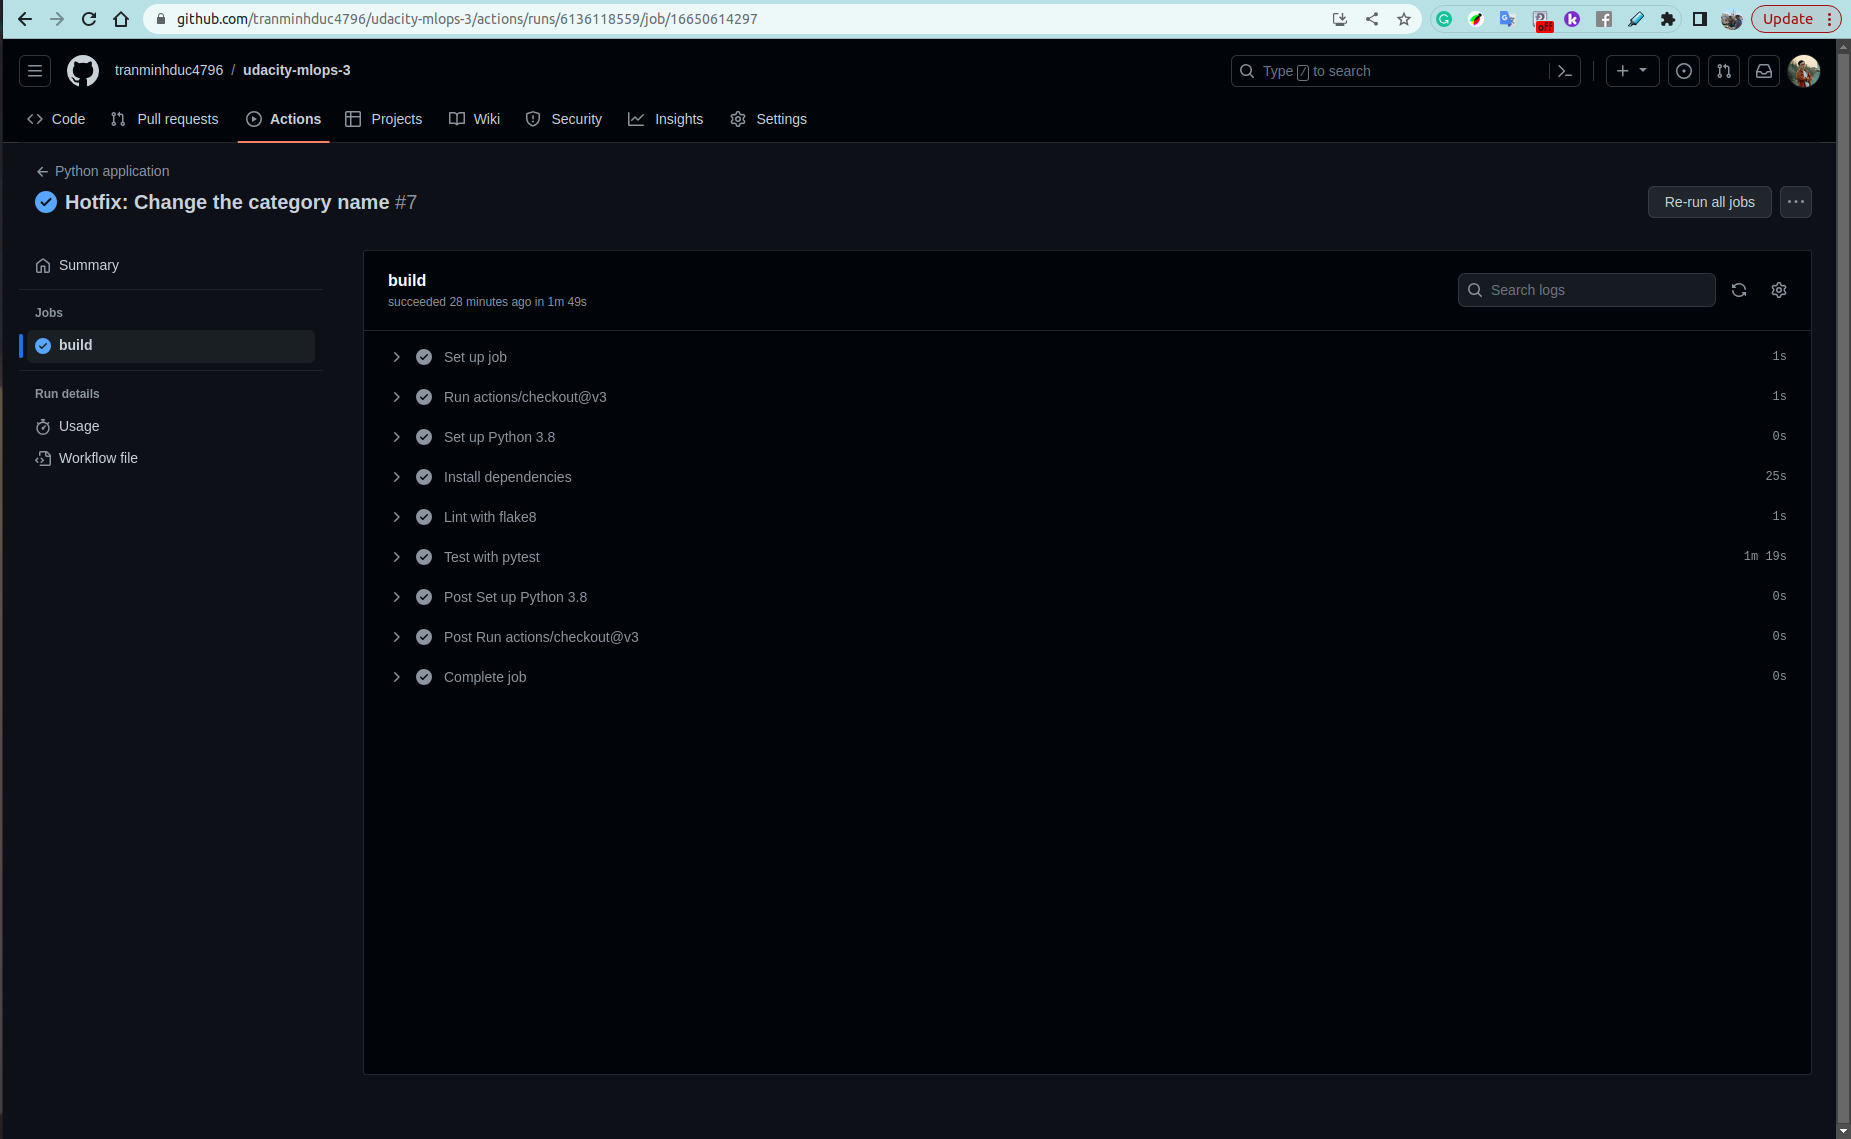 github.com/tranminhduc4796/udacity-mlops-3/actions/runs/6136118559/job/16650614297
off
Update
tranminhduc4796 / udacity-mlops-3
Type / to search
Code
Pull requests
Actions
Projects
Wiki
Security
Insights
Settings
Python application
Hotfix: Change the category name #7
Re-run all jobs
Summary
Jobs
build
Run details
Usage
Workflow file
build
succeeded 28 minutes ago in 1m 49s
Search logs
Set up job 1s
Run actions/checkout@v3 1s
Set up Python 3.8 0s
Install dependencies 25s
Lint with flake8 1s
Test with pytest 1m 19s
Post Set up Python 3.8 0s
Post Run actions/checkout@v3 0s
Complete job 0s